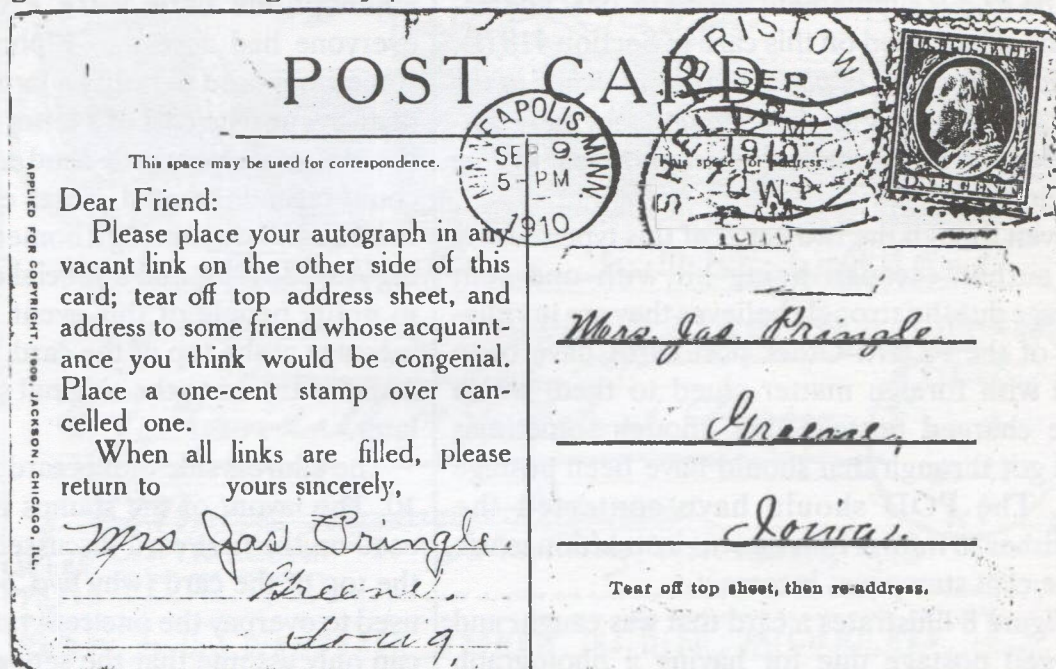 POST CARD
SEP
1910
IOWA
U.S. POSTAGE
ONE CENT
NEAPOLIS MINN.
SEP 9
5-PM
1910
This space may be used for correspondence.
This space for address
Dear Friend:
Please place your autograph in any
vacant link on the other side of this
card; tear off top address sheet, and
address to some friend whose acquaint-
ance you think would be congenial.
Place a one-cent stamp over can-
celled one.
When all links are filled, please
return to yours sincerely,
Mrs Jas Pringle
Greene
Iowa
Mrs. Jas. Pringle.
Greene,
Iowa.
Tear off top sheet, then re-address.
APPLIED FOR COPYRIGHT 1909 JACKSON, CHICAGO, ILL.